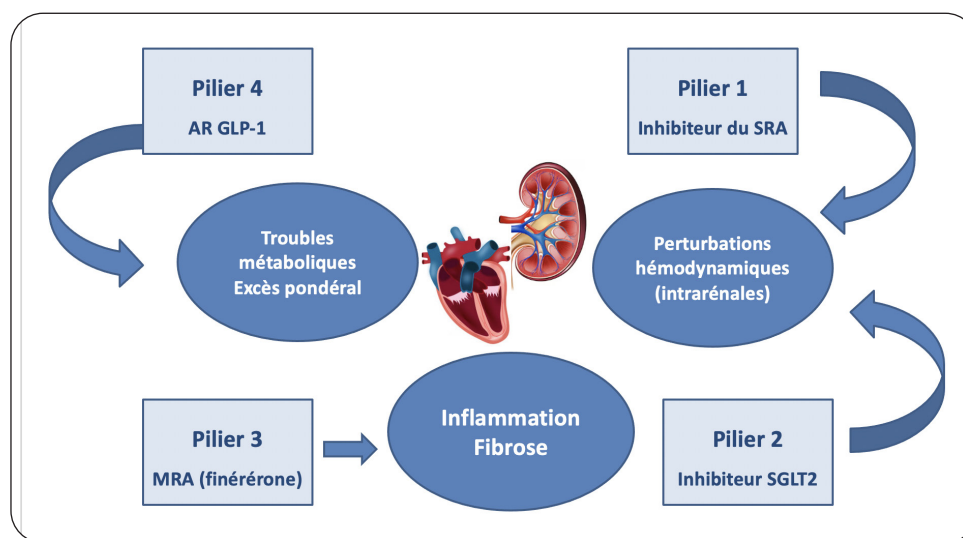 Pilier 4
AR GLP-1
Pilier 1
Inhibiteur du SRA
Troubles
métaboliques
Excès pondéral
Perturbations
hémodynamiques
(intrarénales)
Pilier 3
MRA (finérérone)
Inflammation
Fibrose
Pilier 2
Inhibiteur SGLT2